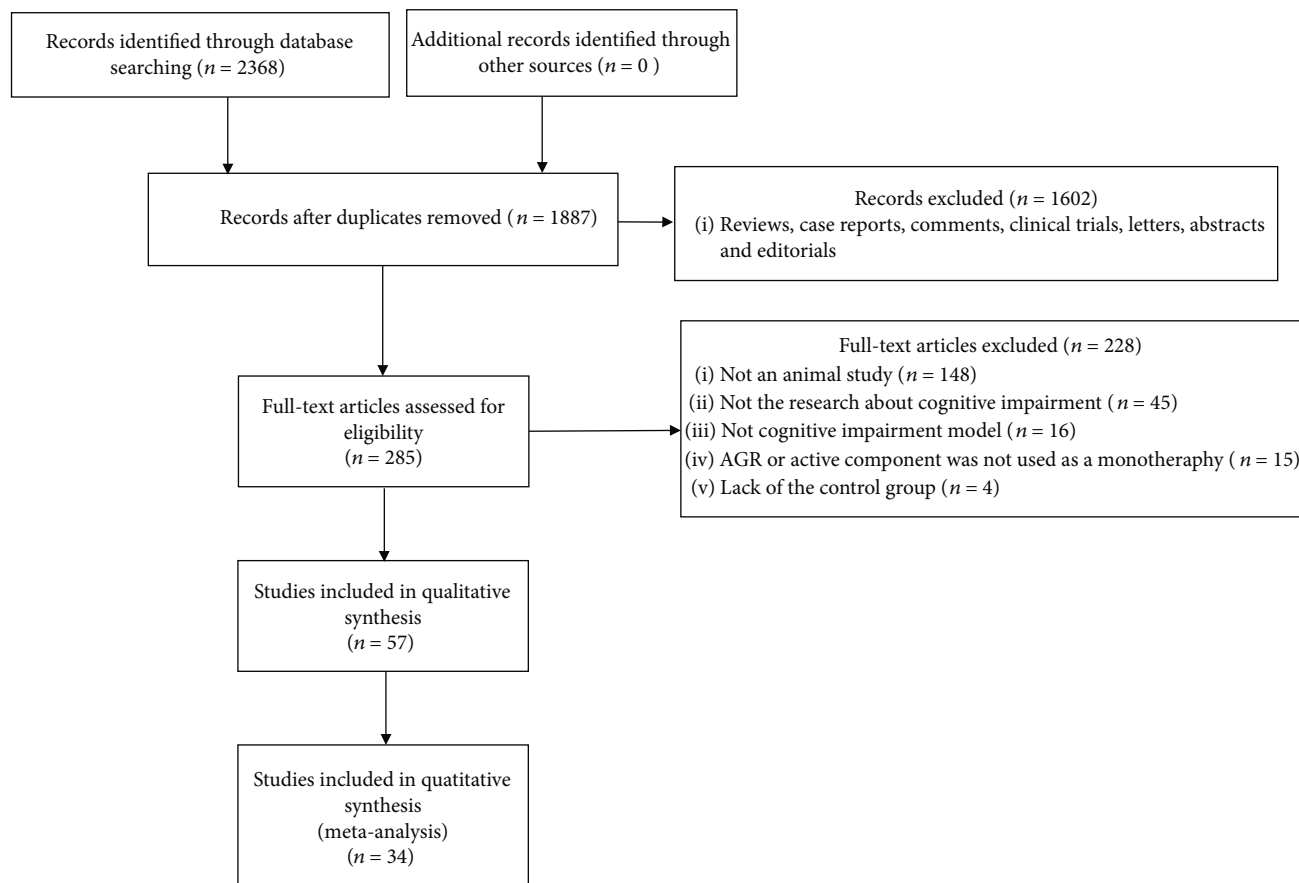 Records identified through database
searching (n = 2368)
Additional records identified through
other sources (n = 0 )
Records after duplicates removed (n = 1887)
Records excluded (n = 1602)
(i) Reviews, case reports, comments, clinical trials, letters, abstracts
and editorials
Full-text articles assessed for
eligibility
(n = 285)
Full-text articles excluded (n = 228)
(i) Not an animal study (n = 148)
(ii) Not the research about cognitive impairment (n = 45)
(iii) Not cognitive impairment model (n = 16)
(iv) AGR or active component was not used as a monotheraphy ( n = 15)
(v) Lack of the control group (n = 4)
Studies included in qualitative
synthesis
(n = 57)
Studies included in quatitative
synthesis
(meta-analysis)
(n = 34)